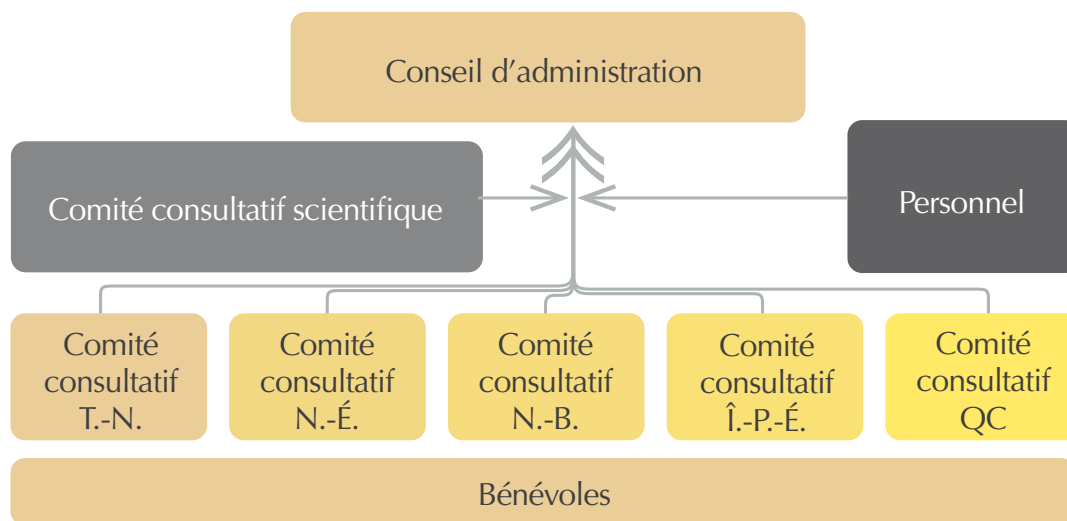 Conseil d'administration
Comité consultatif scientifique
Personnel
Comité
consultatif
T.-N.
Comité
consultatif
N.-É.
Comité
consultatif
N.-B.
Comité
consultatif
Î.-P.-É.
Comité
consultatif
QC
Bénévoles